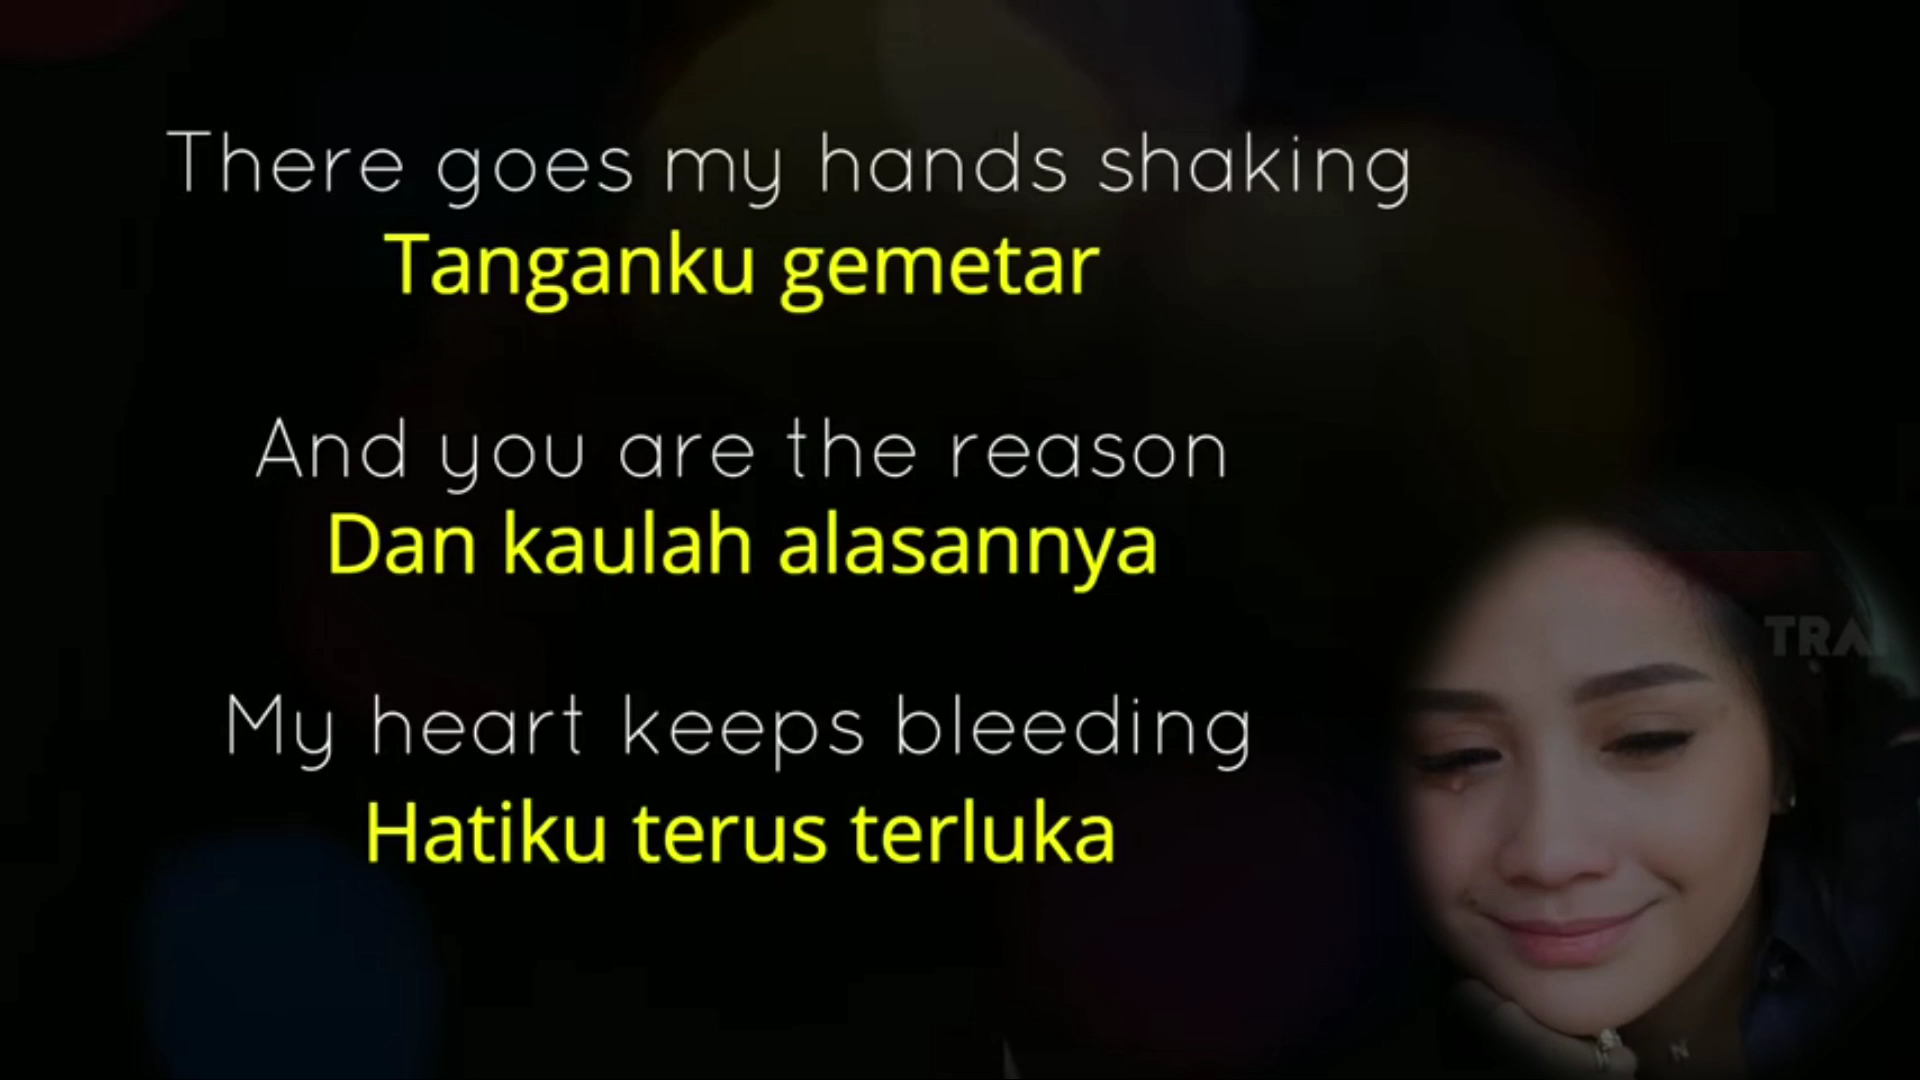 There goes my hands shaking
Tanganku gemetar
And you are the reason
Dan kaulah alasannya
My heart keeps bleeding
Hatiku terus terluka
TRA
N